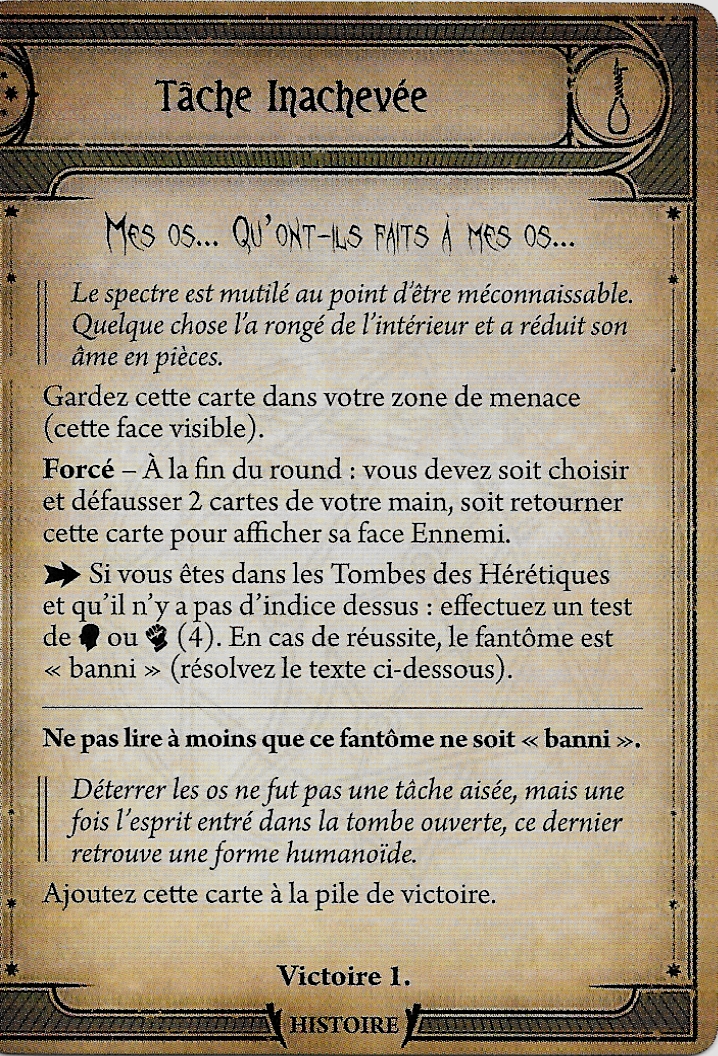 Tâche Inachevée
Mes os... Qu'ont-ils faits à mes os...
Le spectre est mutilé au point d'être méconnaissable.
Quelque chose l'a rongé de l'intérieur et a réduit son
âme en pièces.
Gardez cette carte dans votre zone de menace
(cette face visible).
Forcé – À la fin du round : vous devez soit choisir
et défausser 2 cartes de votre main, soit retourner
cette carte pour afficher sa face Ennemi.
Si vous êtes dans les Tombes des Hérétiques
et qu'il n'y a pas d'indice dessus : effectuez un test
de ou (4). En cas de réussite, le fantôme est
« banni » (résolvez le texte ci-dessous).
Ne pas lire à moins que ce fantôme ne soit « banni ».
Déterrer les os ne fut pas une tâche aisée, mais une
fois l'esprit entré dans la tombe ouverte, ce dernier
retrouve une forme humanoïde.
Ajoutez cette carte à la pile de victoire.
Victoire 1.
HISTOIRE